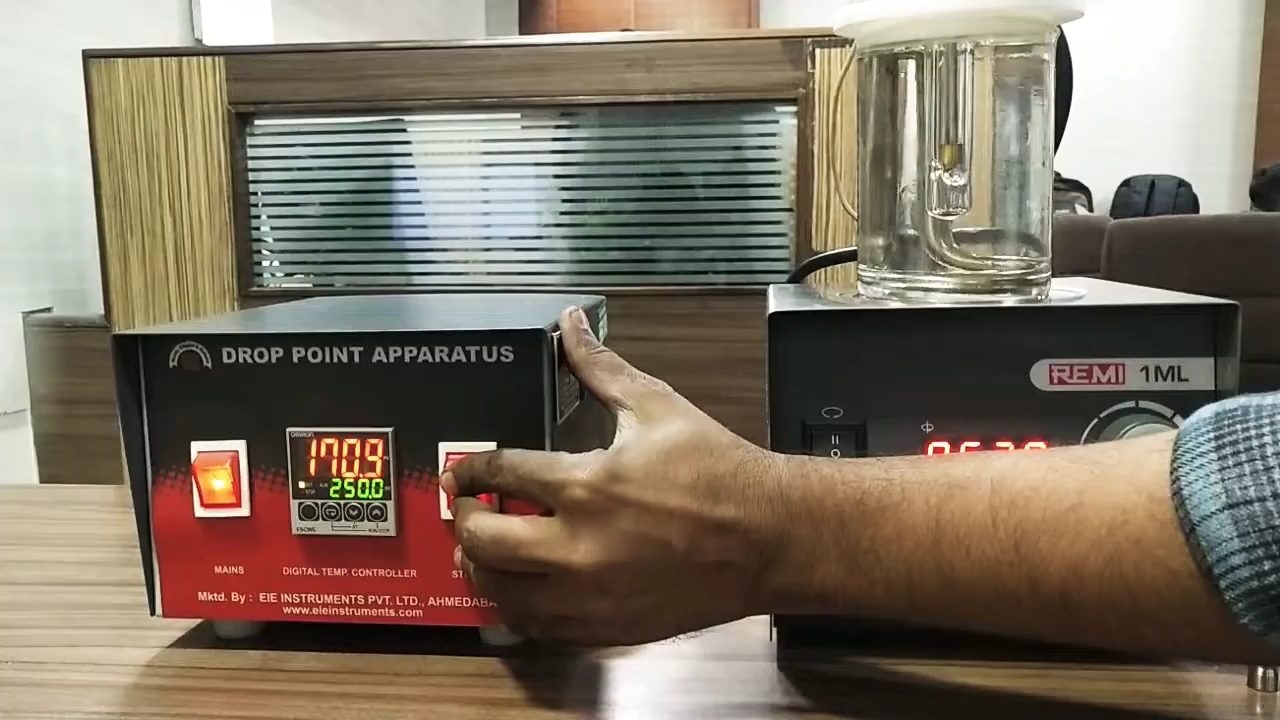 DROP POINT APPARATUS
OMRON
170.9
250.0
MAINS
DIGITAL TEMP. CONTROLLER
Mktd. By : EIE INSTRUMENTS PVT. LTD., AHMEDABA
www.eieinstruments.com
REMI 1ML